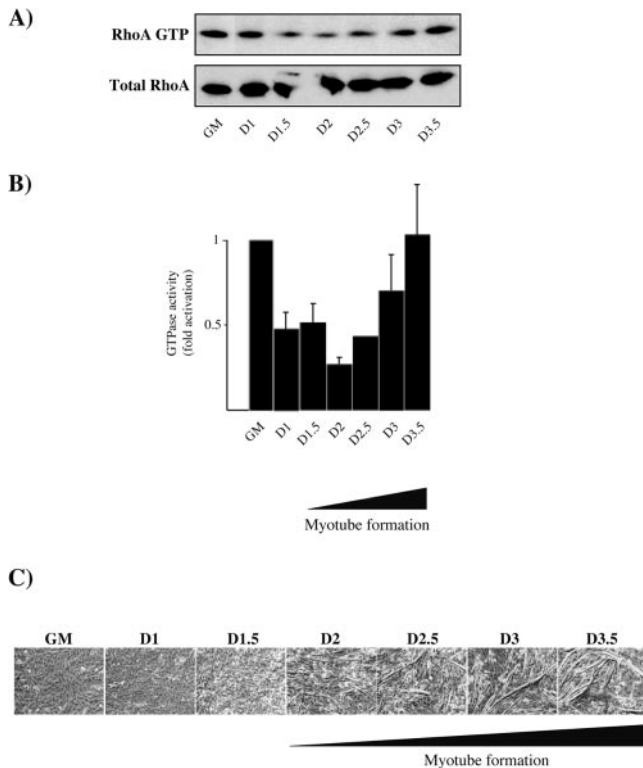 A)
RhoA GTP
Total RhoA
GM D1 D1.5 D2 D2.5 D3 D3.5
B)
GTPase activity
(fold activation)
1
0.5
GM D1 D1.5 D2 D2.5 D3 D3.5
Myotube formation
C)
GM D1 D1.5 D2 D2.5 D3 D3.5
Myotube formation